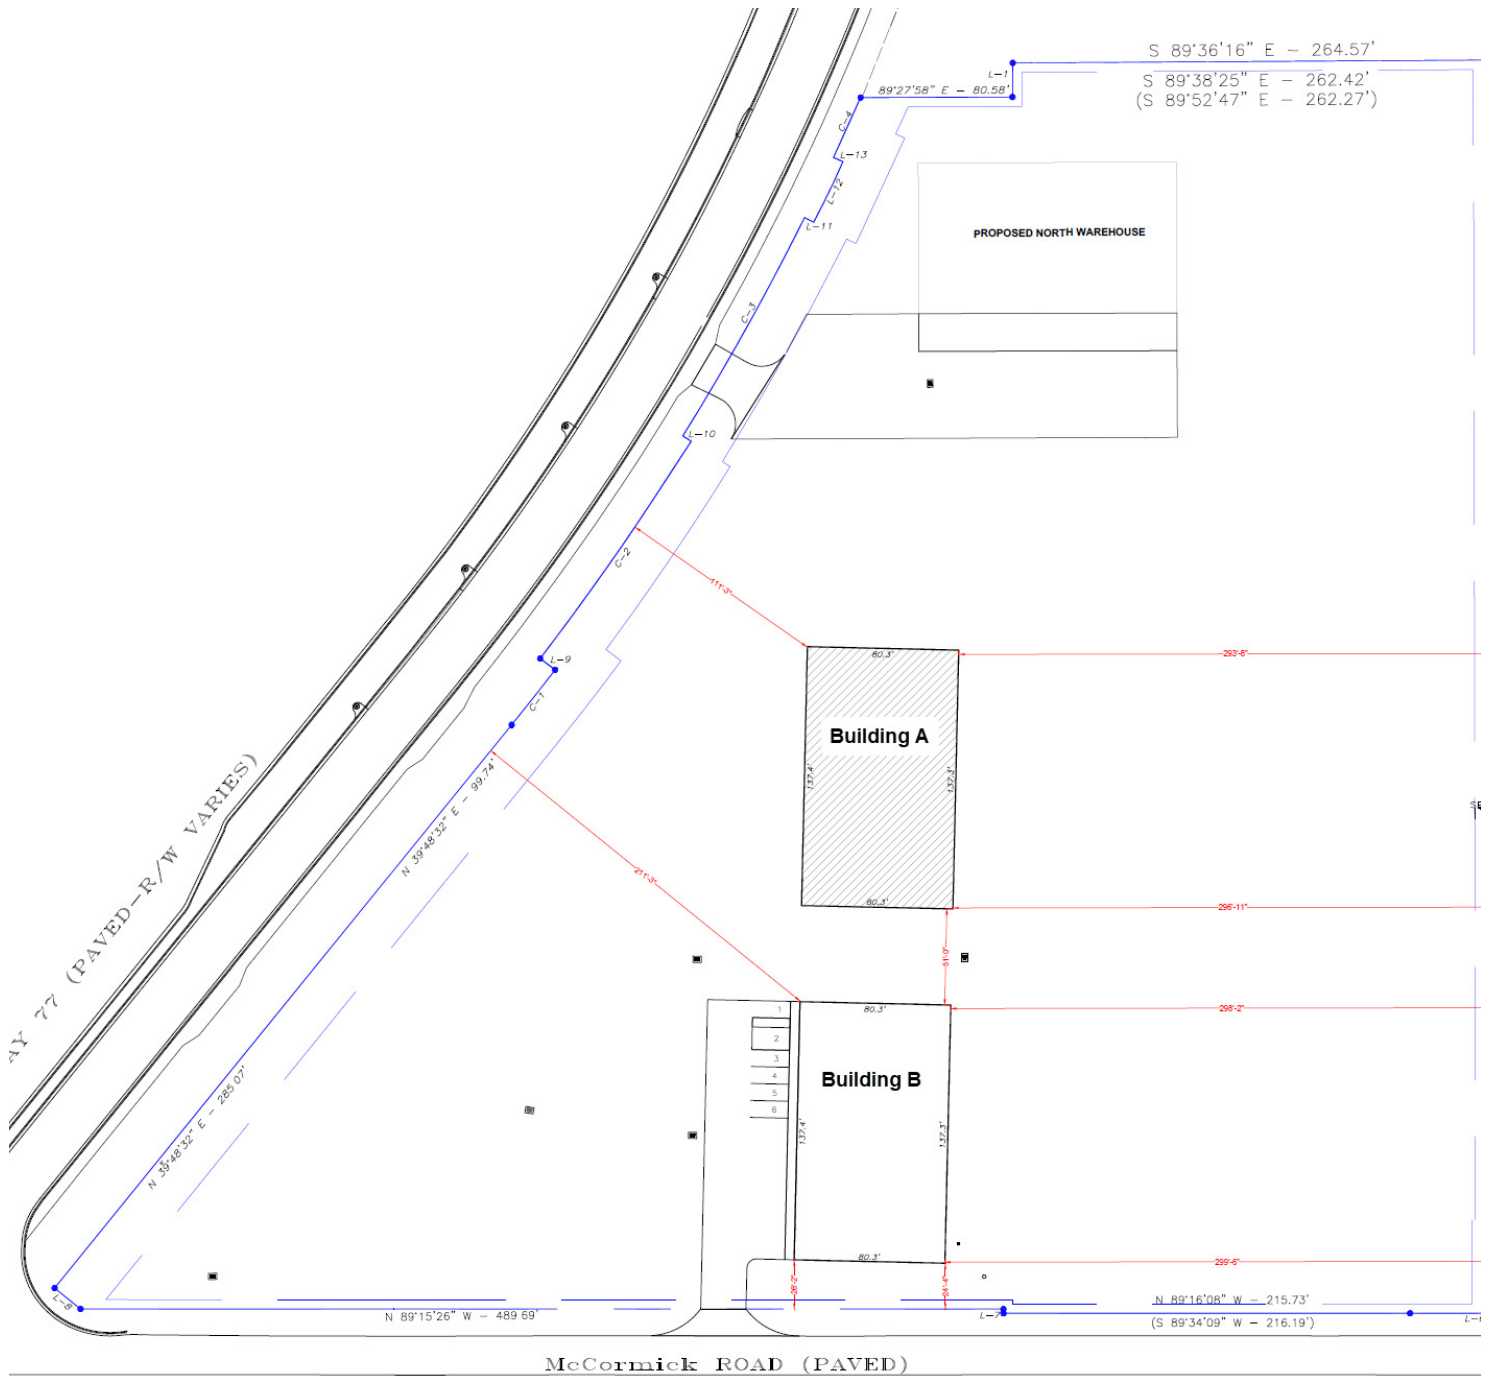 S 89°36'16" E - 264.57'
L-1
S 89°38'25" E - 262.42'
89°27'58" E - 80.58'
(S 89°52'47" E - 262.27')
C-4
L-13
L-12
L-11
PROPOSED NORTH WAREHOUSE
C-3
L-10
C-2
111'-3"
80.3'
293'-8"
L-9
C-1
Building A
N 39°48'32" E - 99.74'
137.4'
137.3'
AY 77 (PAVED-R/W VARIES)
211'-3"
80.3'
296'-11"
51'-0"
80.3'
298'-2"
1
2
3
4
5
6
Building B
N 39°48'32" E - 285.07'
137.4'
137.3'
80.3'
299'-6"
26'-2"
24'-4"
L-8
N 89°15'26" W - 489.69'
L-7
N 89°16'08" W - 215.73'
(S 89°34'09" W - 216.19')
McCormick ROAD (PAVED)